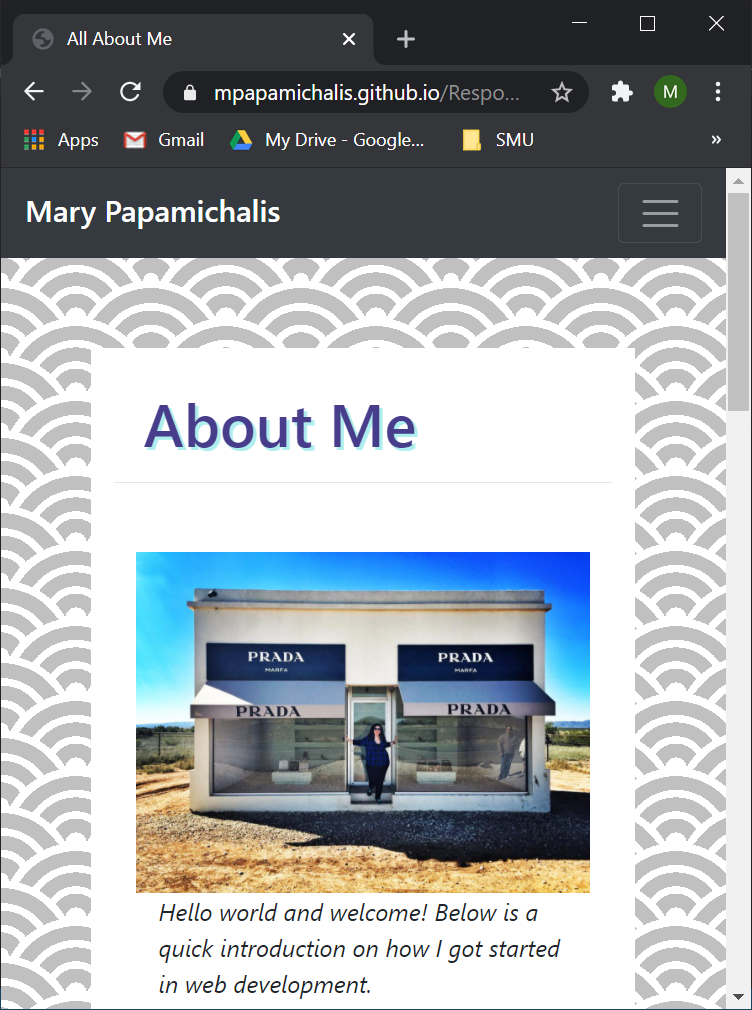 All About Me
mpapamichalis.github.io/Respo...
M
Apps
Gmail
My Drive - Google...
SMU
»
Mary Papamichalis
About Me
PRADA PRADA
MARFA MARFA
PRADA PRADA
Hello world and welcome! Below is a
quick introduction on how I got started
in web development.